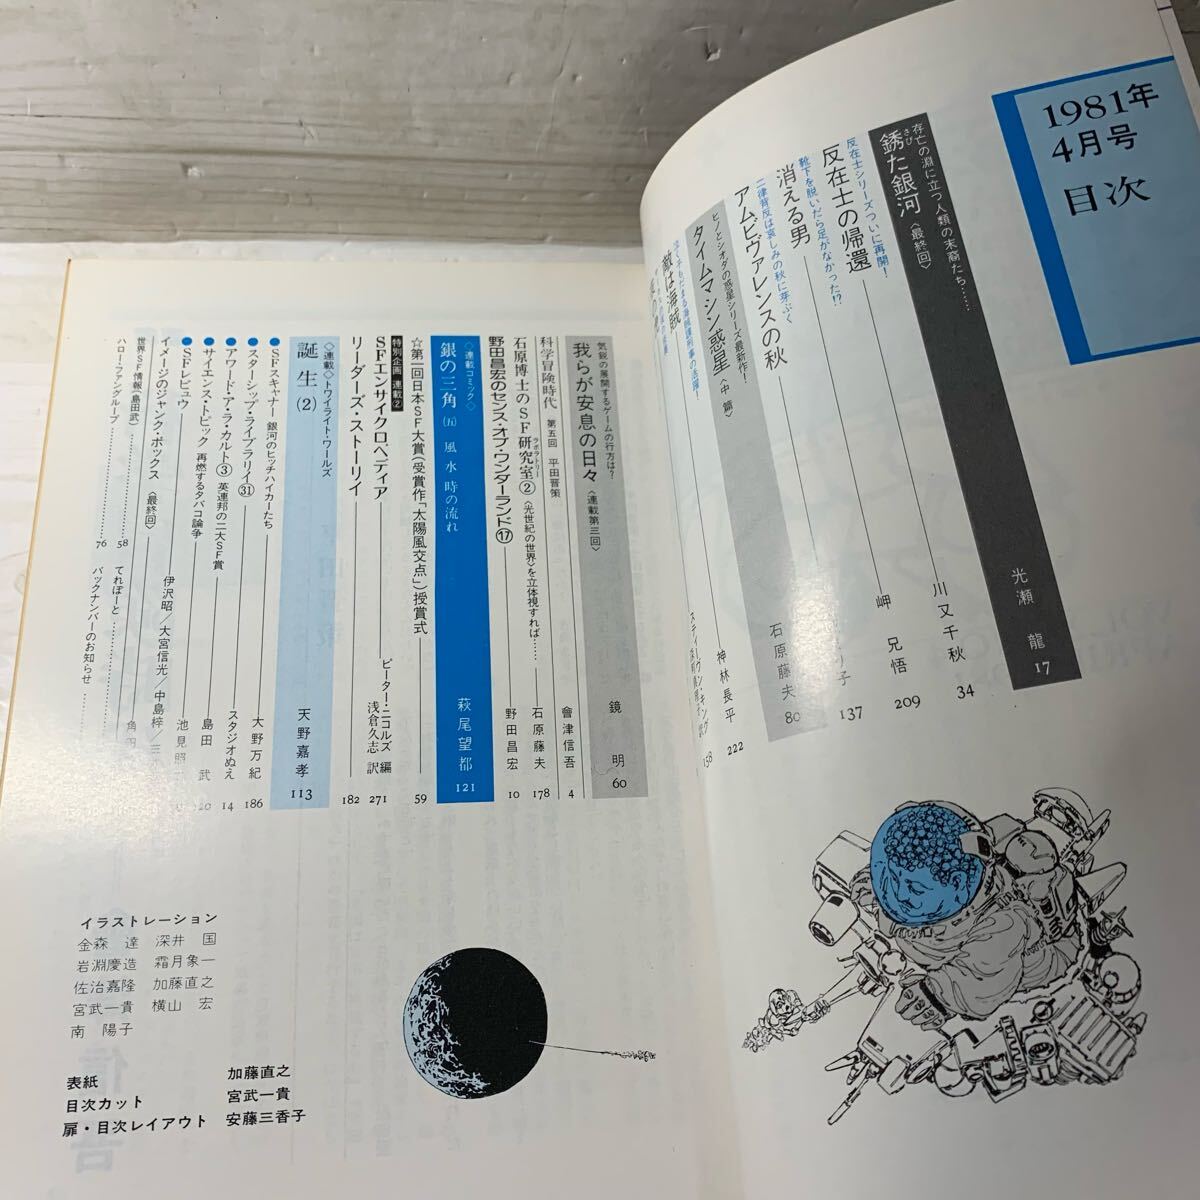 1981年
4月号
目次
存亡の淵に立つ人類の末裔たち……
銹た銀河〈最終回〉
さび
光瀬 龍 17
反在士シリーズついに再開!
反在士の帰還
川又千秋 34
靴下を脱いだら足がなかった!?
消える男
岬 兄悟 209
二律背反は哀しみの秋に芽ぶく
アムビヴァレンスの秋
137
ヒノとシオダの惑星シリーズ最新作!
タイムマシン惑星〈中篇〉
石原藤夫 80
敵は海賊
神林長平 222
スティーヴン・キング
158
気鋭の展開するゲームの行方は?
我らが安息の日々〈連載第三回〉
鏡 明 60
科学冒険時代 第五回 平田晋策
會津信吾 4
石原博士のSF研究室②〈光世紀の世界〉を立体視すれば……
ラボラトリー
石原藤夫 178
野田昌宏のセンス・オブ・ワンダーランド⑰
野田昌宏 10
◇連載コミック◇
銀の三角(五) 風 水 時の流れ
萩尾望都 121
☆第一回日本SF大賞(受賞作「太陽風交点」)授賞式
59
特別企画 連載②
SFエンサイクロペディア
ピーター・ニコルズ 編
浅倉久志 訳 271
リーダーズ・ストーリイ
182
◇連載◇トワイライト・ワールズ
誕生(2)
天野嘉孝 113
●SFスキャナー 銀河のヒッチハイカーたち
大野万紀 186
●スターシップ・ライブラリイ㉛
スタジオぬえ 14
●アワード・ア・ラ・カルト③ 英連邦の二大SF賞
島田 武 20
●サイエンス・トピック 再燃するタバコ論争
池見照
●SFレビュウ
伊沢昭/大宮信光/中島梓/
イメージのジャンク・ボックス〈最終回〉
角田
世界SF情報(島田武)
58
てれぽーと
ハロー・ファングループ
76
バックナンバーのお知らせ
イラストレーション
金森 達 深井 国
岩淵慶造 霜月象一
佐治嘉隆 加藤直之
宮武一貴 横山 宏
南 陽子
表紙 加藤直之
目次カット 宮武一貴
扉・目次レイアウト 安藤三香子